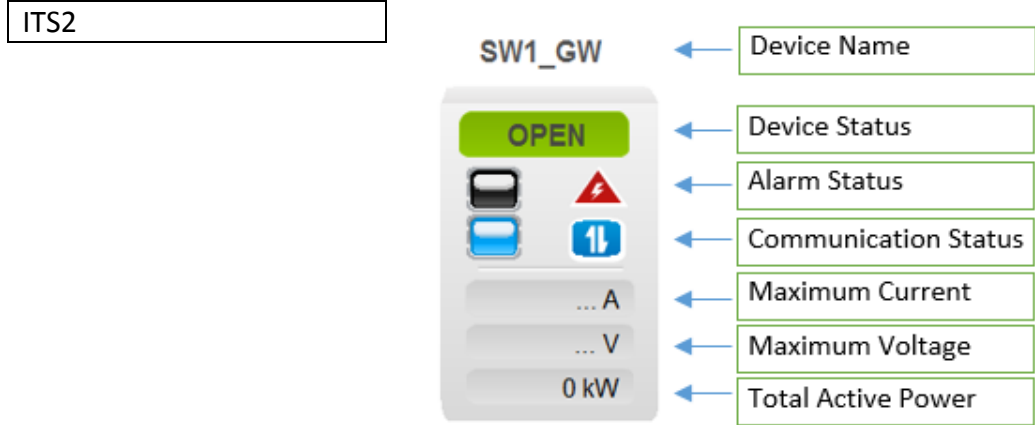 ITS2
SW1_GW
Device Name
OPEN
Device Status
Alarm Status
Communication Status
... A
Maximum Current
... V
Maximum Voltage
0 kW
Total Active Power